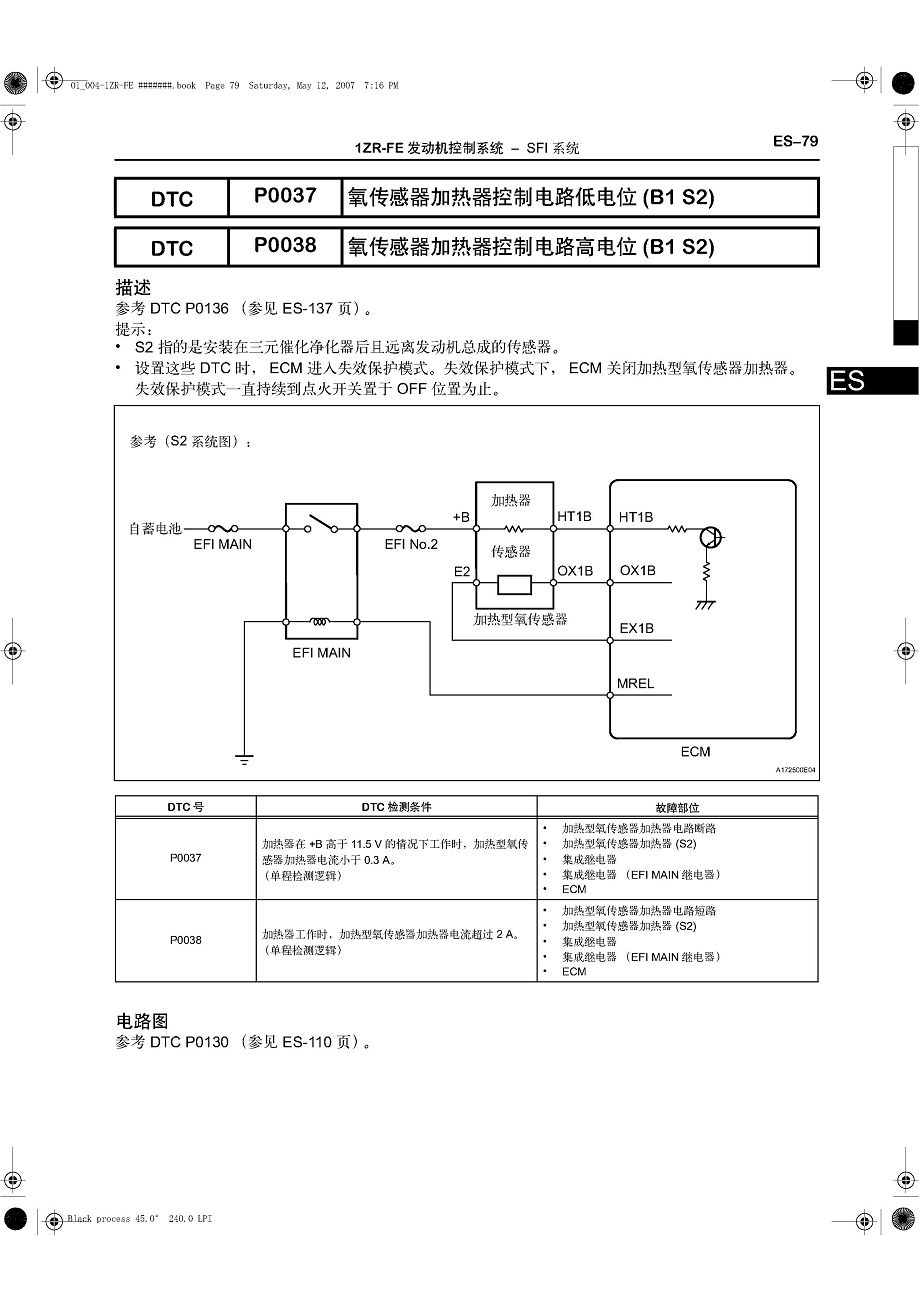 01_004-1ZR-FE #######.book Page 79 Saturday, May 12, 2007 7:16 PM
1ZR-FE 发动机控制系统 – SFI 系统
ES–79
DTC P0037 氧传感器加热器控制电路低电位 (B1 S2)
DTC P0038 氧传感器加热器控制电路高电位 (B1 S2)
描述
参考 DTC P0136 （参见 ES-137 页）。
提示：
• S2 指的是安装在三元催化净化器后且远离发动机总成的传感器。
• 设置这些 DTC 时， ECM 进入失效保护模式。失效保护模式下， ECM 关闭加热型氧传感器加热器。
失效保护模式一直持续到点火开关置于 OFF 位置为止。
ES
参考（S2 系统图）：
加热器
+B HT1B HT1B
自蓄电池
EFI MAIN EFI No.2
传感器
E2 OX1B OX1B
加热型氧传感器
EX1B
EFI MAIN
MREL
ECM
A172500E04
DTC 号 DTC 检测条件 故障部位
P0037
加热器在 +B 高于 11.5 V 的情况下工作时，加热型氧传
感器加热器电流小于 0.3 A。
（单程检测逻辑）
• 加热型氧传感器加热器电路断路
• 加热型氧传感器加热器 (S2)
• 集成继电器
• 集成继电器 （EFI MAIN 继电器）
• ECM
P0038
加热器工作时，加热型氧传感器加热器电流超过 2 A。
（单程检测逻辑）
• 加热型氧传感器加热器电路短路
• 加热型氧传感器加热器 (S2)
• 集成继电器
• 集成继电器 （EFI MAIN 继电器）
• ECM
电路图
参考 DTC P0130 （参见 ES-110 页）。
Black process 45.0° 240.0 LPI